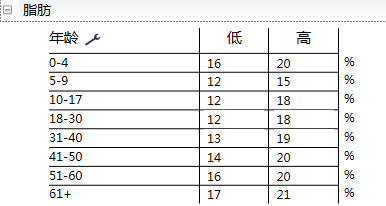 脂肪
年龄 低 高
0-4 16 20 %
5-9 12 15 %
10-17 12 18 %
18-30 12 18 %
31-40 13 19 %
41-50 14 20 %
51-60 16 20 %
61+ 17 21 %